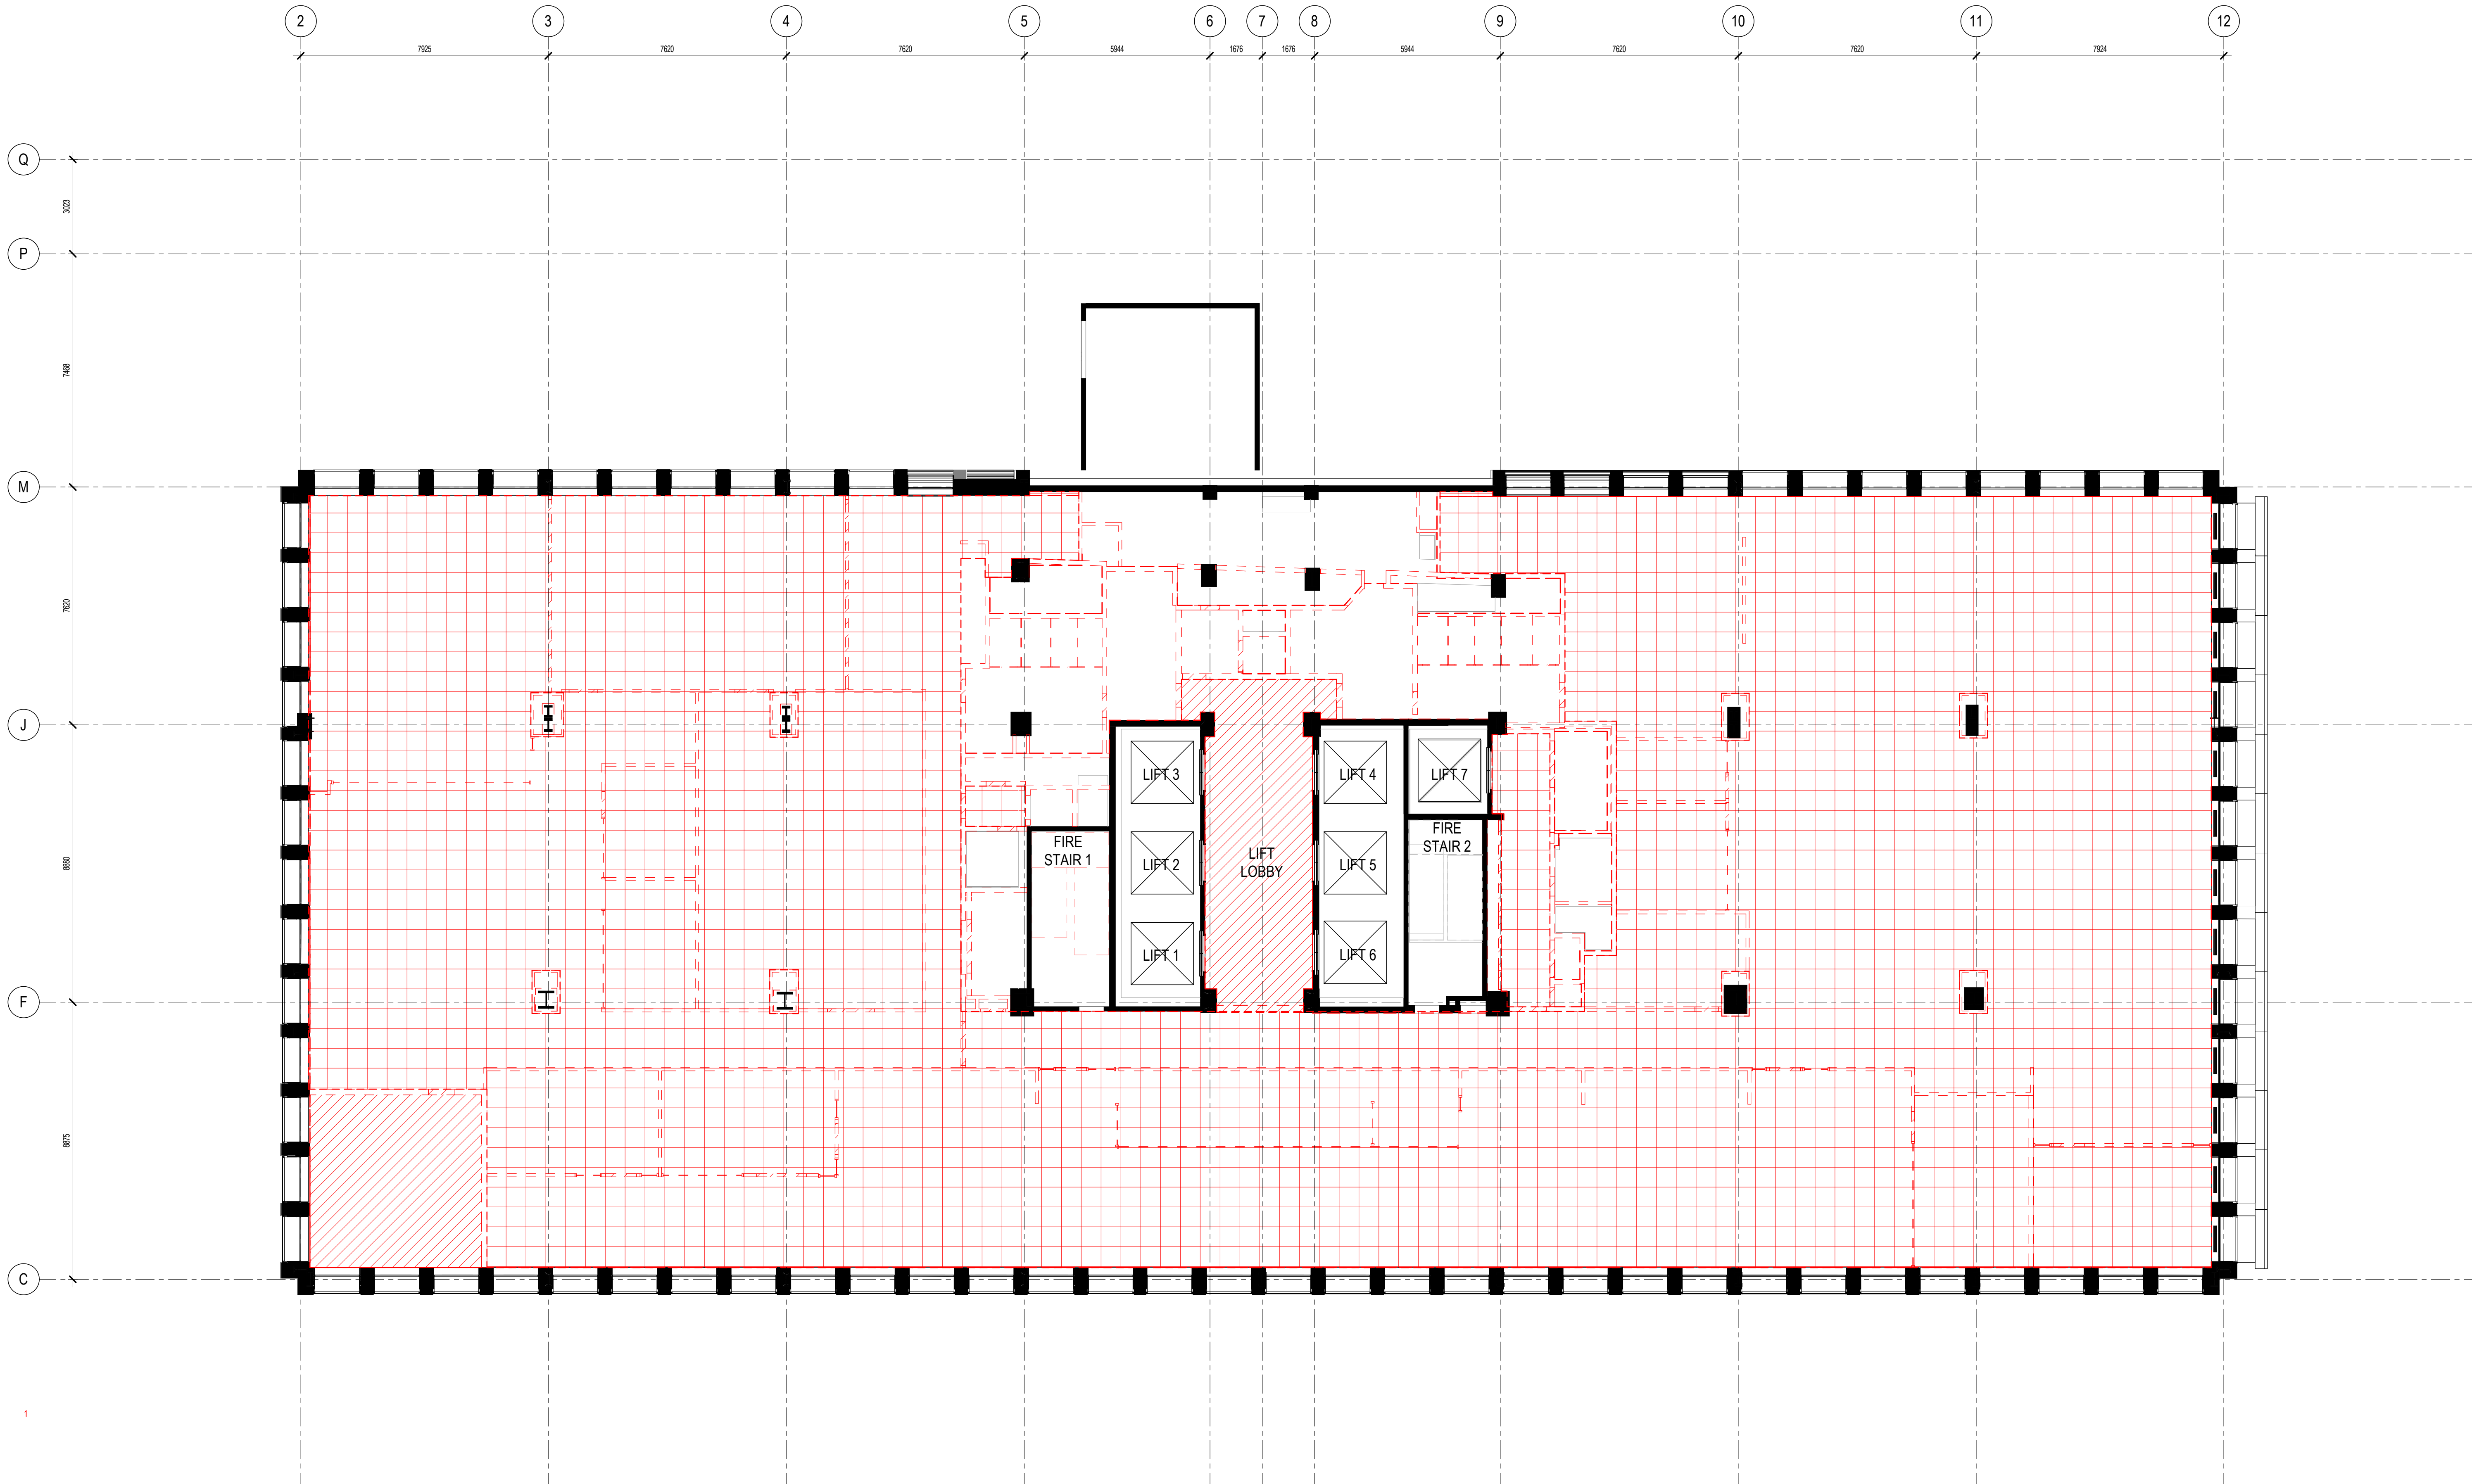 2 3 4 5 6 7 8 9 10 11 12
7925 7620 7620 5944 1676 1676 5944 7620 7620 7924
Q
3023
P
7468
M
7620
J
LIFT 3 LIFT 4 LIFT 7
FIRE
STAIR 1
FIRE
STAIR 2
8880
LIFT 2
LIFT
LOBBY
LIFT 5
LIFT 1 LIFT 6
F
8875
C
1